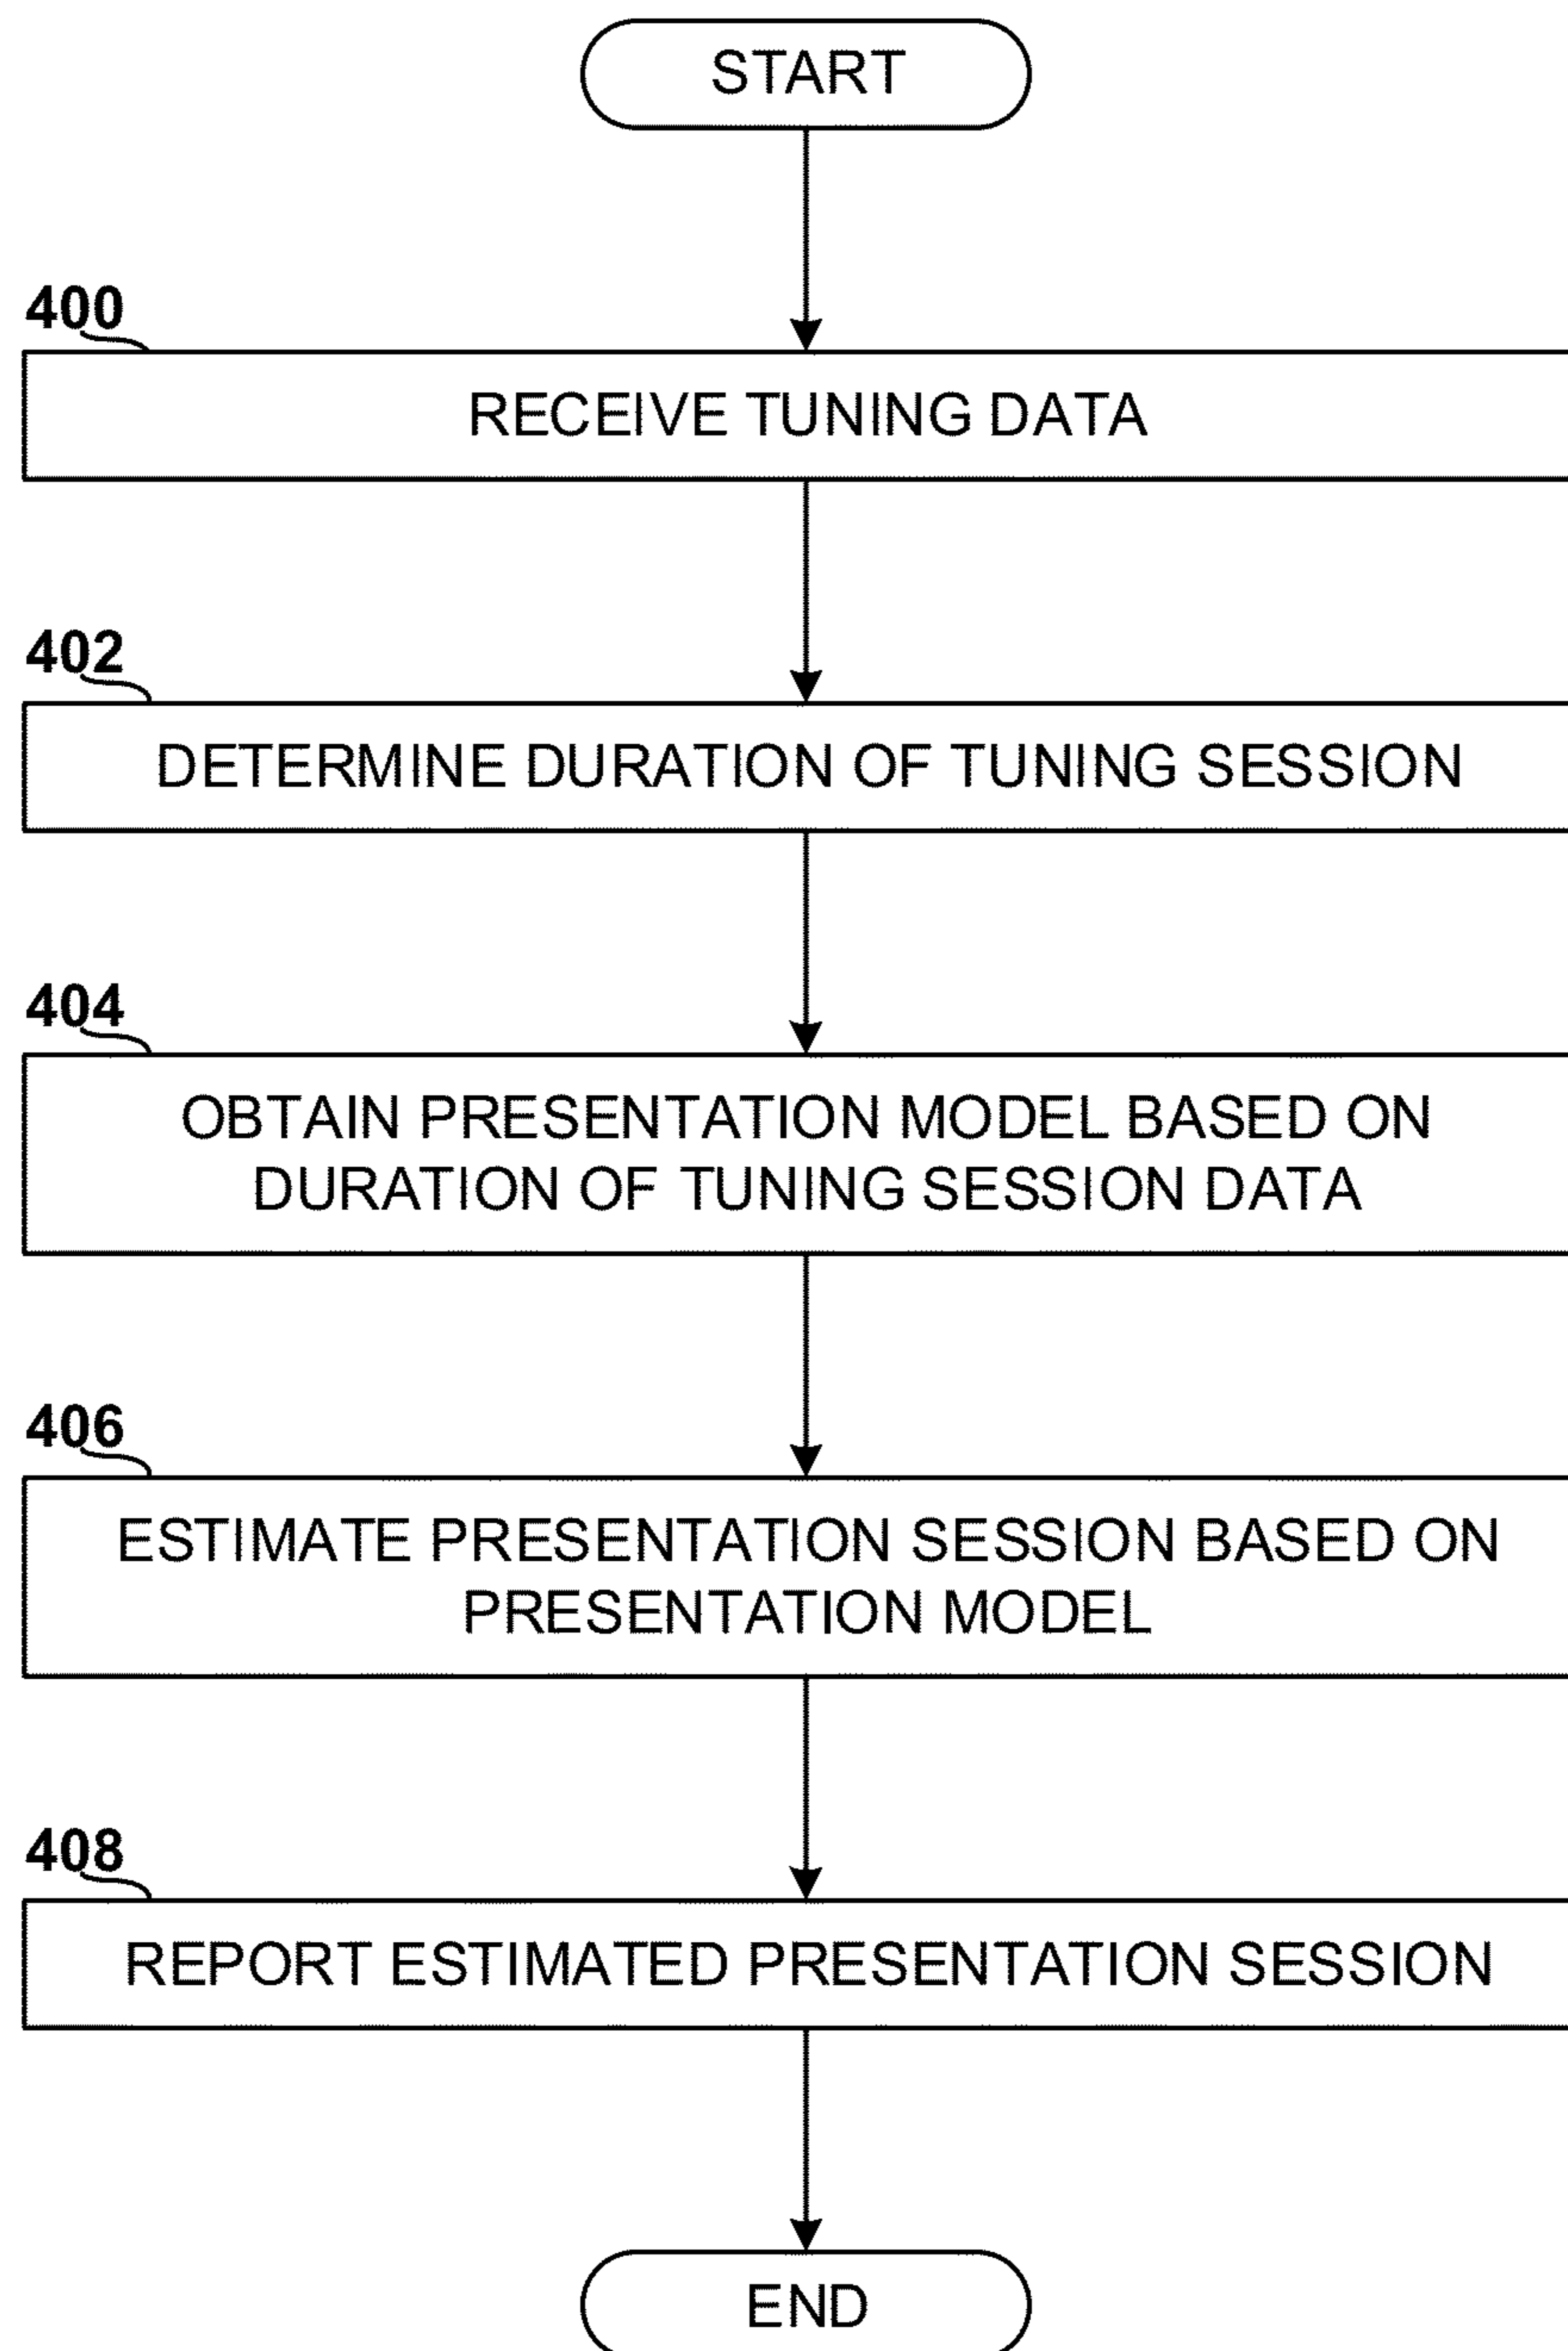 START
400
RECEIVE TUNING DATA
402
DETERMINE DURATION OF TUNING SESSION
404
OBTAIN PRESENTATION MODEL BASED ON
DURATION OF TUNING SESSION DATA
406
ESTIMATE PRESENTATION SESSION BASED ON
PRESENTATION MODEL
408
REPORT ESTIMATED PRESENTATION SESSION
END